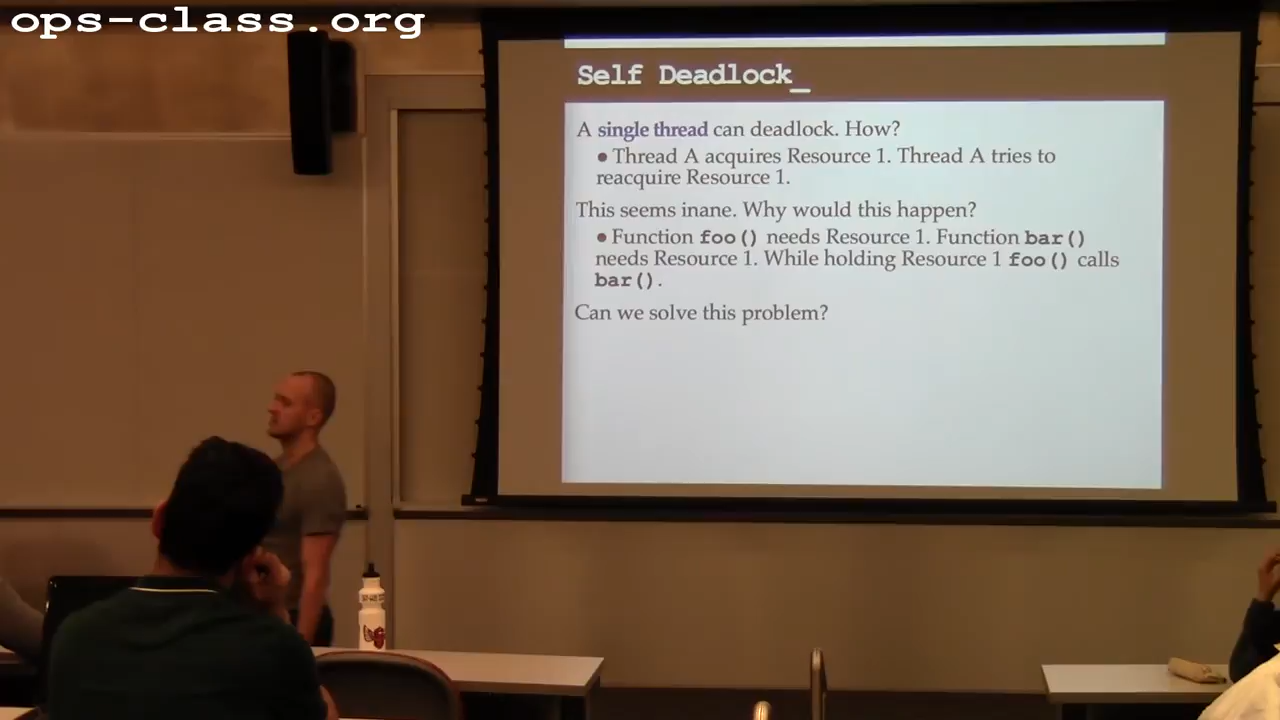 ops-class.org
Self Deadlock_
A single thread can deadlock. How?
● Thread A acquires Resource 1. Thread A tries to
reacquire Resource 1.
This seems inane. Why would this happen?
● Function foo() needs Resource 1. Function bar()
needs Resource 1. While holding Resource 1 foo() calls
bar().
Can we solve this problem?